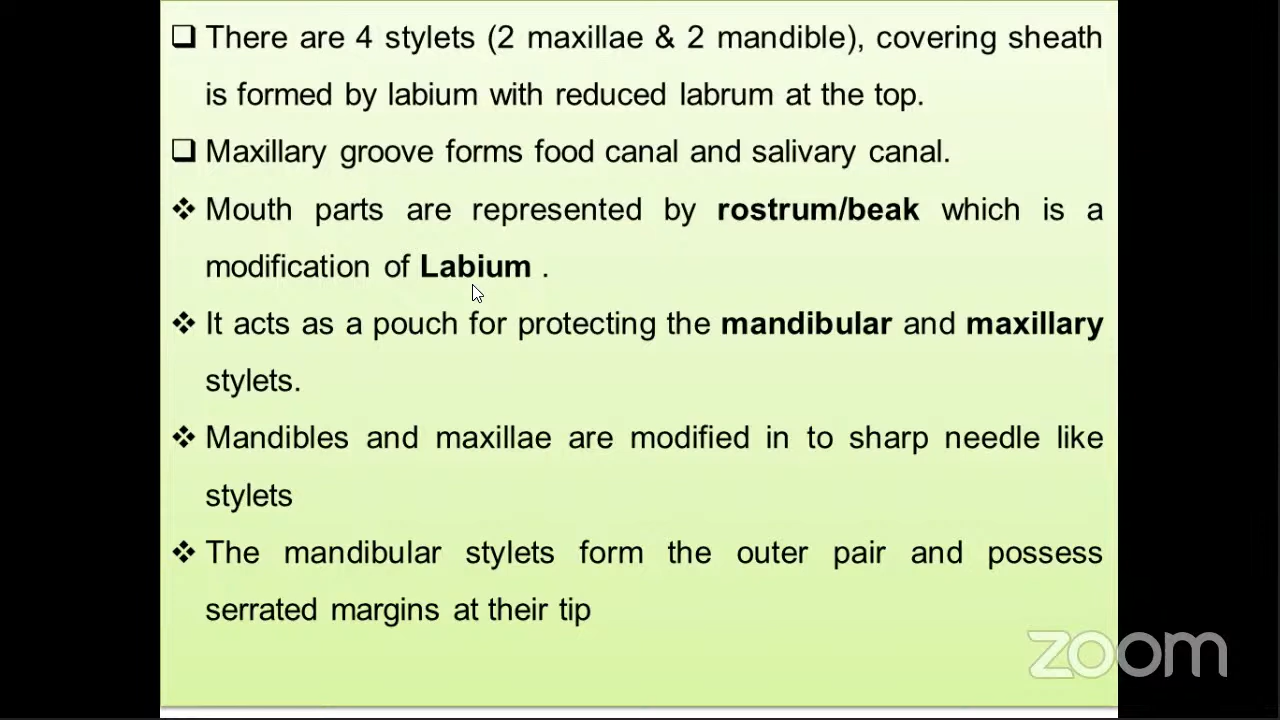 ❑ There are 4 stylets (2 maxillae & 2 mandible), covering sheath
is formed by labium with reduced labrum at the top.
❑ Maxillary groove forms food canal and salivary canal.
❖ Mouth parts are represented by rostrum/beak which is a
modification of Labium .
❖ It acts as a pouch for protecting the mandibular and maxillary
stylets.
❖ Mandibles and maxillae are modified in to sharp needle like
stylets
❖ The mandibular stylets form the outer pair and possess
serrated margins at their tip
zoom